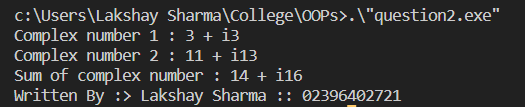 c:\Users\Lakshay Sharma\College\OOPs>.\"question2.exe"
Complex number 1 : 3 + i3
Complex number 2 : 11 + i13
Sum of complex number : 14 + i16
Written By :> Lakshay Sharma :: 02396402721